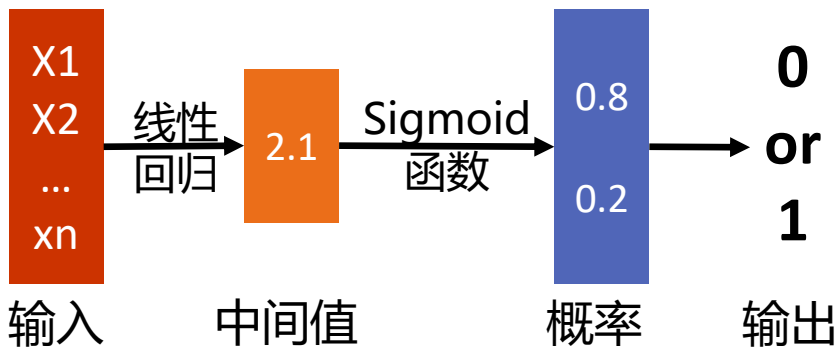 X1
X2
...
xn
线性
回归
2.1
Sigmoid
函数
0.8
0.2
0
or
1
输入
中间值
概率
输出